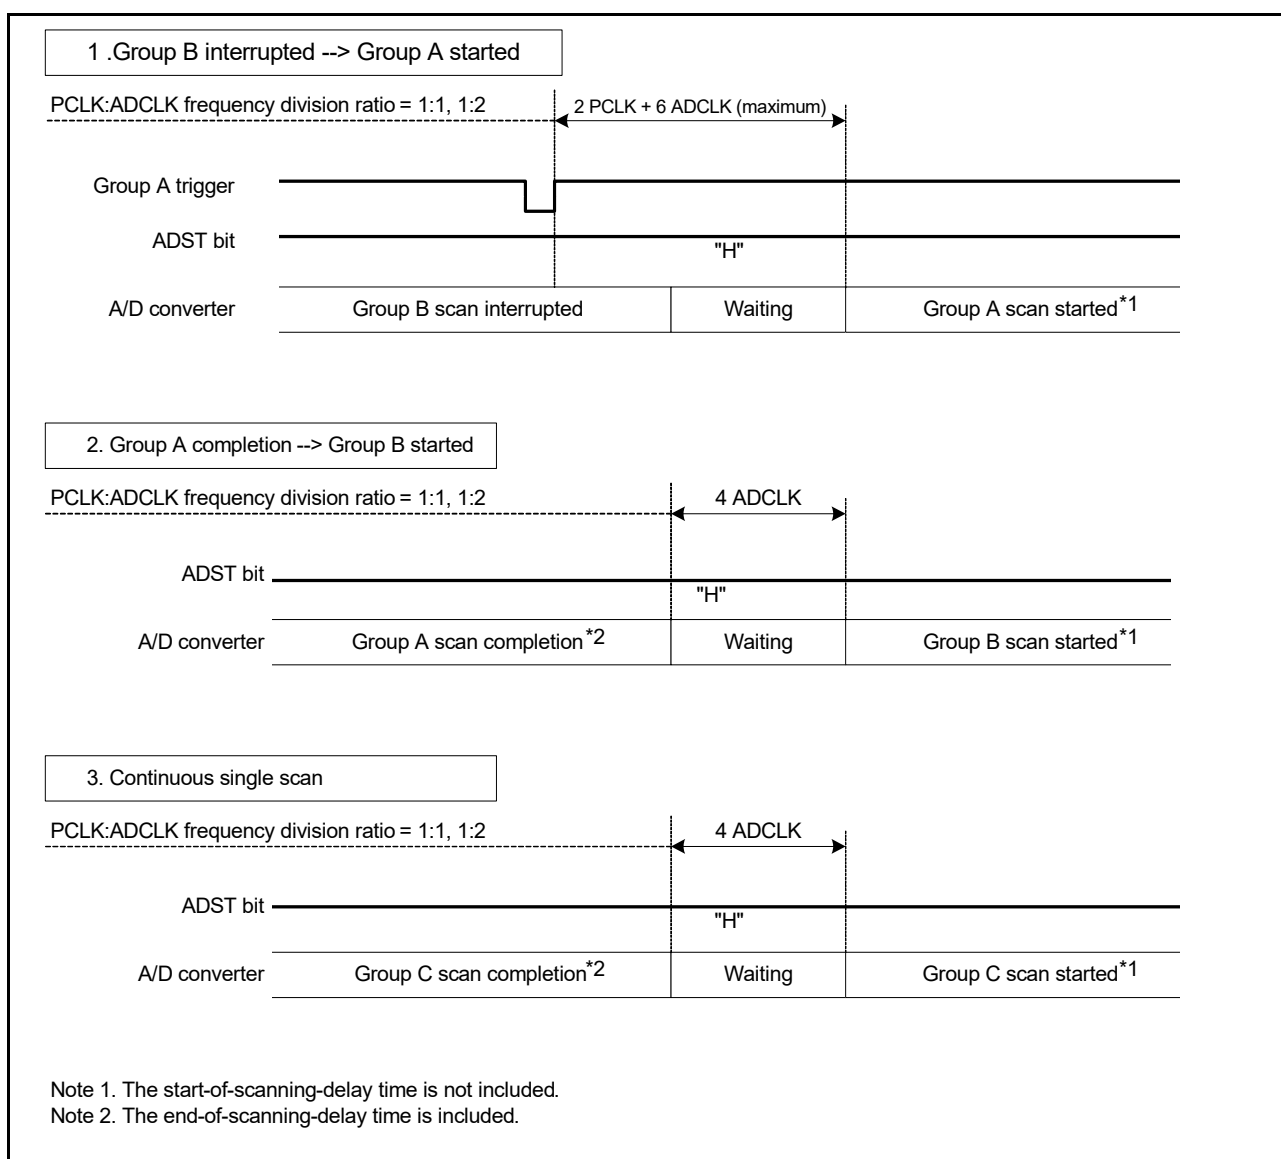 1 .Group B interrupted --> Group A started
PCLK:ADCLK frequency division ratio = 1:1, 1:2
2 PCLK + 6 ADCLK (maximum)
Group A trigger
ADST bit
"H"
A/D converter
Group B scan interrupted
Waiting
Group A scan started*1
2. Group A completion --> Group B started
PCLK:ADCLK frequency division ratio = 1:1, 1:2
4 ADCLK
ADST bit
"H"
A/D converter
Group A scan completion*2
Waiting
Group B scan started*1
3. Continuous single scan
PCLK:ADCLK frequency division ratio = 1:1, 1:2
4 ADCLK
ADST bit
"H"
A/D converter
Group C scan completion*2
Waiting
Group C scan started*1
Note 1. The start-of-scanning-delay time is not included.
Note 2. The end-of-scanning-delay time is included.